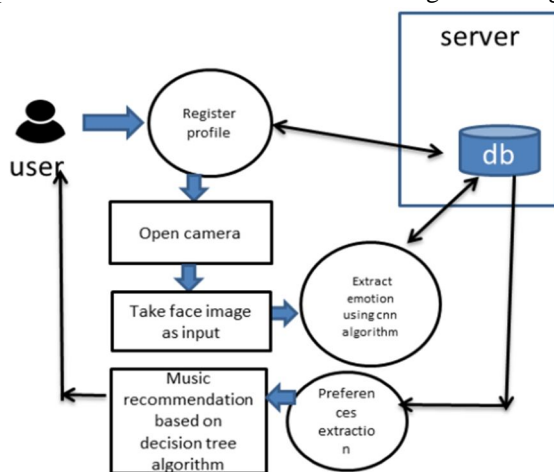 server
Register
profile
user
db
Open camera
Extract
emotion
using cnn
algorithm
Take face image
as input
Music
recommendation
based on
decision tree
algorithm
Preferen
ces
extractio
n